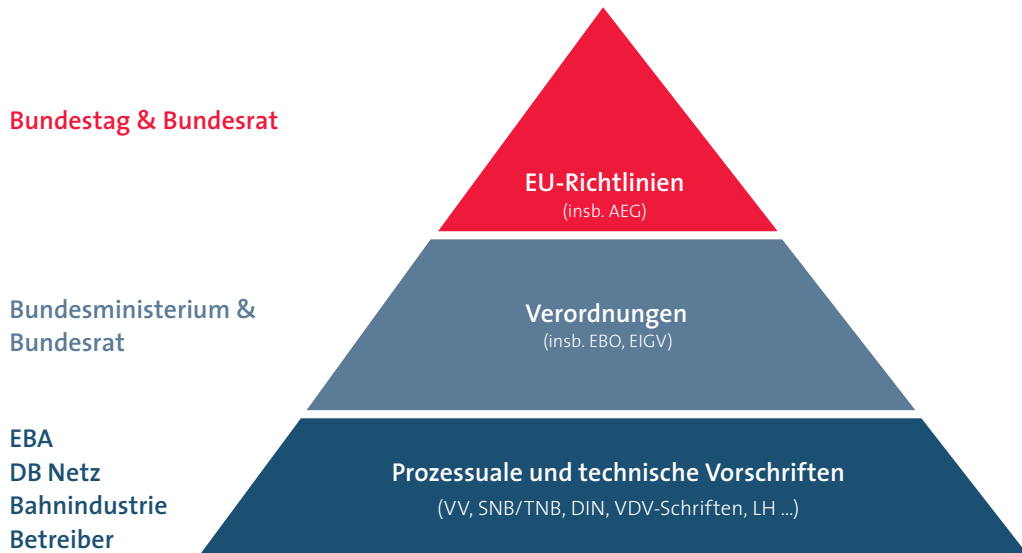 Bundestag & Bundesrat
EU-Richtlinien
(insb. AEG)
Bundesministerium &
Bundesrat
Verordnungen
(insb. EBO, EIGV)
EBA
DB Netz
Bahnindustrie
Betreiber
Prozessuale und technische Vorschriften
(VV, SNB/TNB, DIN, VDV-Schriften, LH ...)